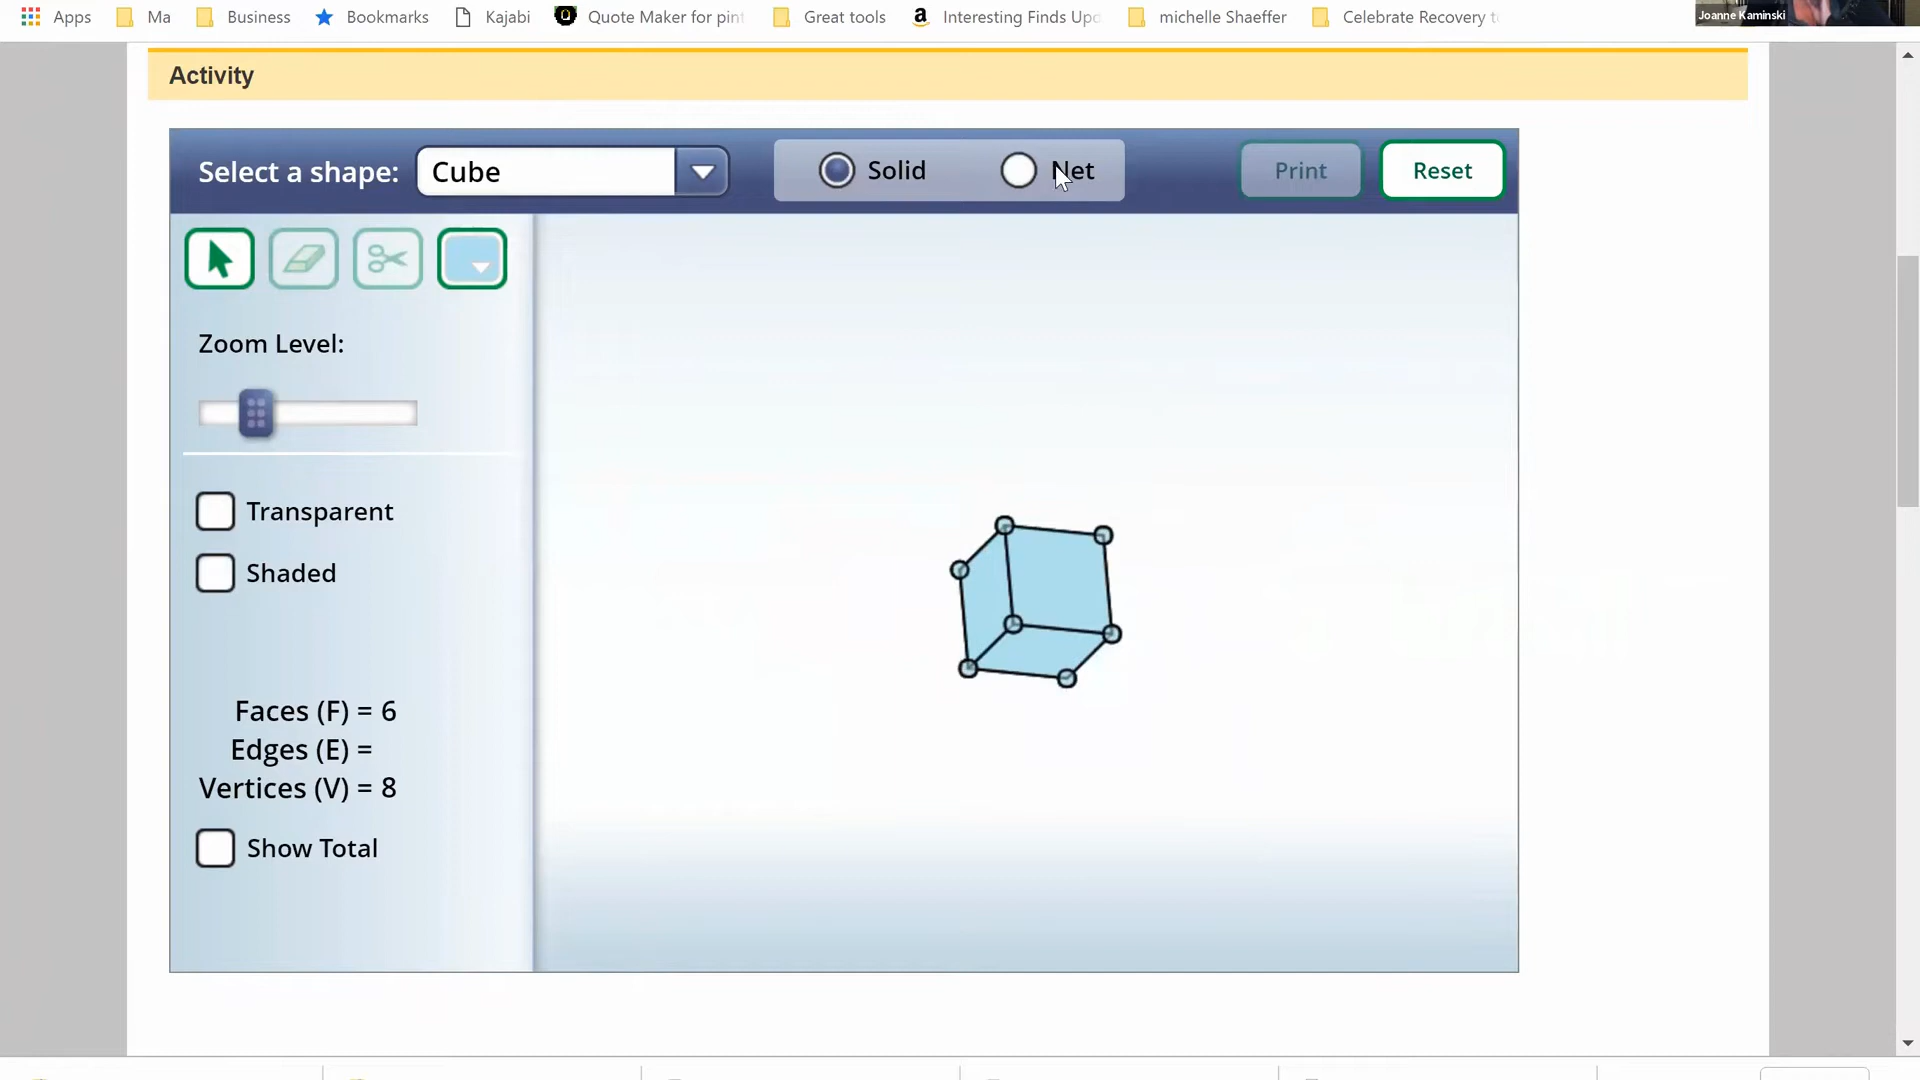 Apps Ma Business Bookmarks Kajabi Quote Maker for pint Great tools Interesting Finds Upd michelle Shaeffer Celebrate Recovery to
Joanne Kaminski
Activity
Select a shape: Cube Solid Net Print Reset
Zoom Level:
Transparent
Shaded
Faces (F) = 6
Edges (E) =
Vertices (V) = 8
Show Total